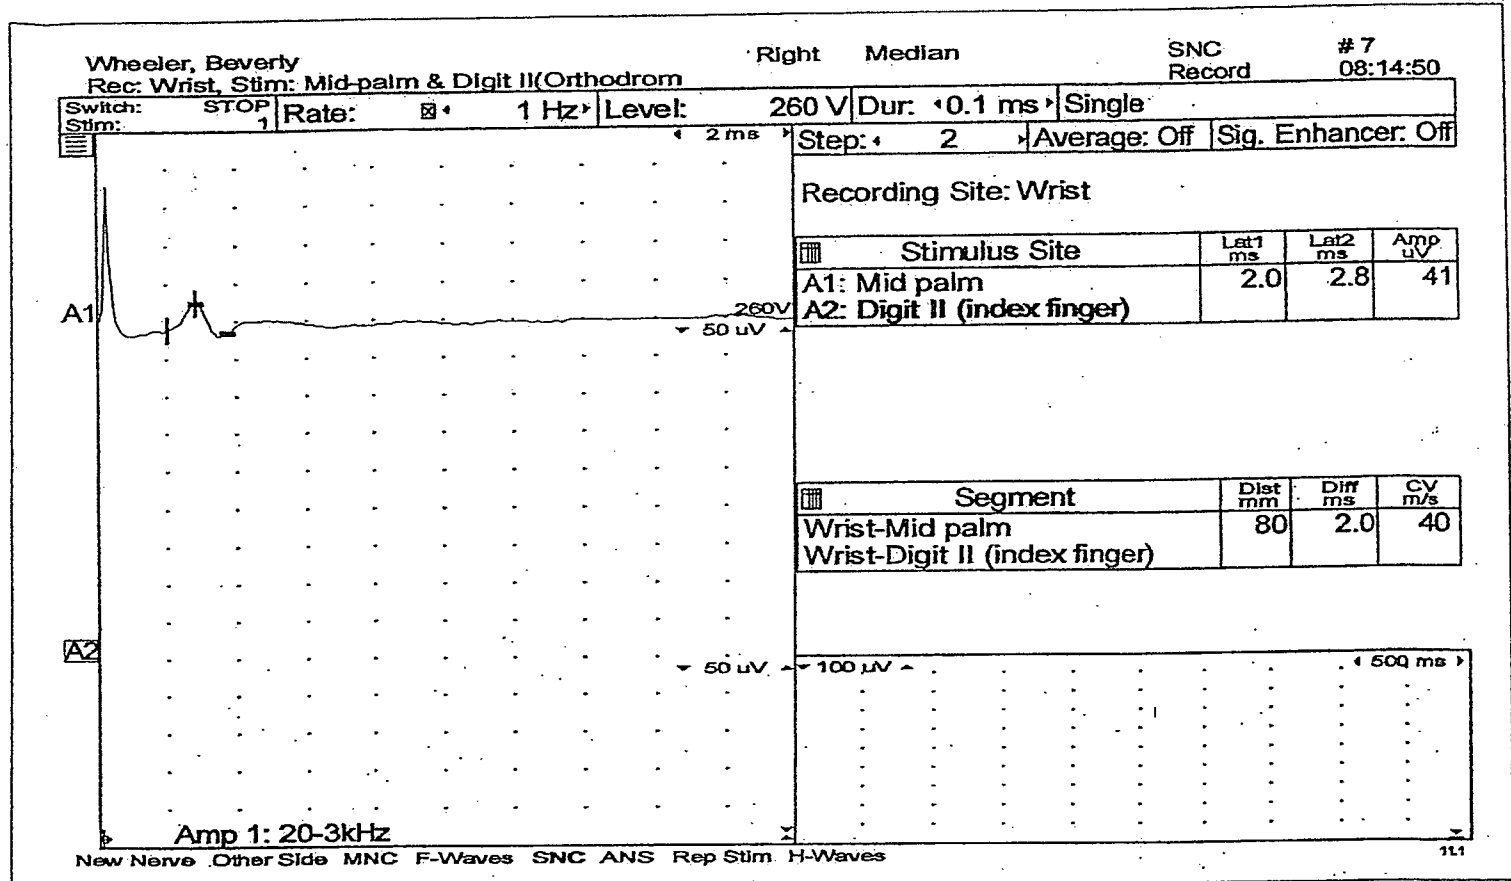 Wheeler, Beverly Right Median SNC # 7
Rec: Wrist, Stim: Mid-palm & Digit II(Orthodrom Record 08:14:50
Switch: STOP Rate: 1 Hz Level: 260 V Dur: 0.1 ms Single
Stim: 1
2 ms Step: 2 Average: Off Sig. Enhancer: Off
Recording Site: Wrist
Stimulus Site Lat1 ms Lat2 ms Amp uV
A1: Mid palm 2.0 2.8 41
A2: Digit II (index finger)
A1 260V
50 uV
Segment Dist mm Diff ms CV m/s
Wrist-Mid palm 80 2.0 40
Wrist-Digit II (index finger)
A2
50 uV 100 µV 500 ms
Amp 1: 20-3kHz
New Nerve Other Side MNC F-Waves SNC ANS Rep Stim H-Waves 11.1